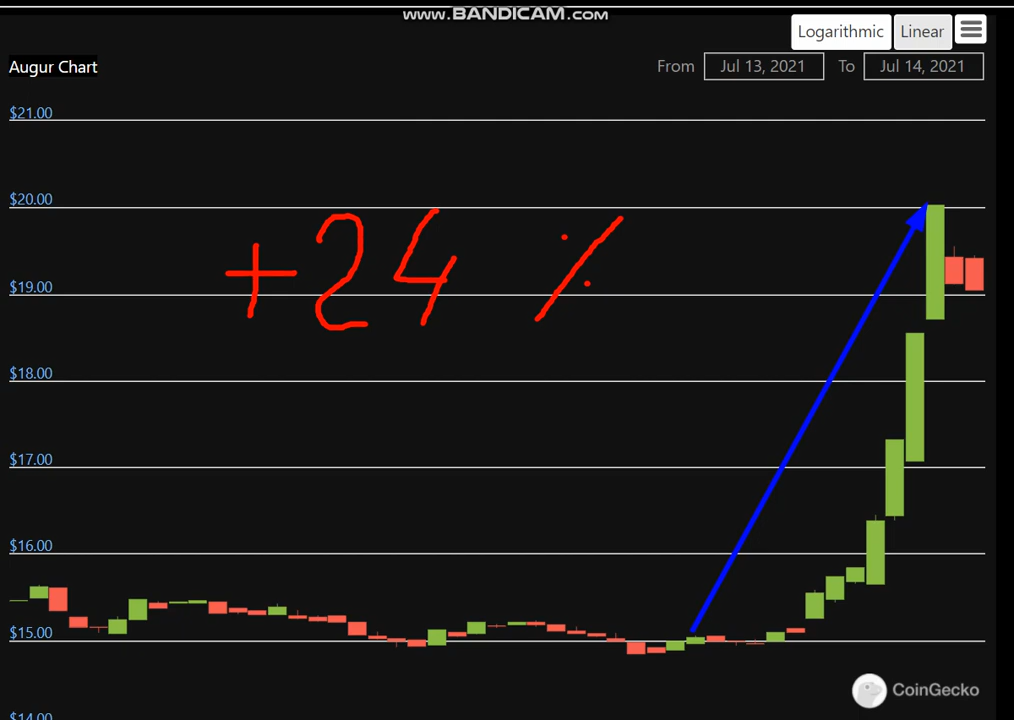 www.BANDICAM.com
Logarithmic Linear
Augur Chart
From Jul 13, 2021 To Jul 14, 2021
$21.00
$20.00
+24 %
$19.00
$18.00
$17.00
$16.00
$15.00
CoinGecko
$14.00